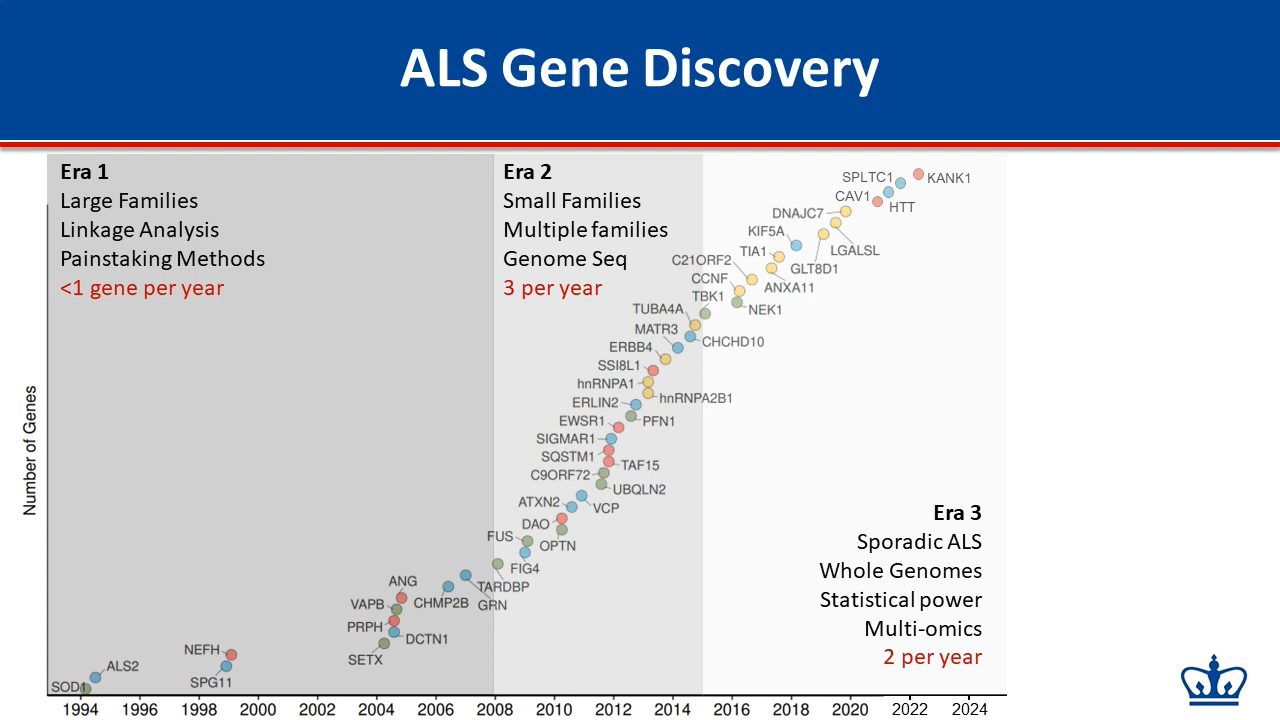 ALS Gene Discovery
Era 1
Large Families
Linkage Analysis
Painstaking Methods
<1 gene per year
Era 2
Small Families
Multiple families
Genome Seq
3 per year
Era 3
Sporadic ALS
Whole Genomes
Statistical power
Multi-omics
2 per year
Number of Genes
SPLTC1
KANK1
CAV1
HTT
DNAJC7
KIF5A
LGALSL
TIA1
C21ORF2
GLT8D1
CCNF
ANXA11
TBK1
NEK1
TUBA4A
MATR3
CHCHD10
ERBB4
SSI8L1
hnRNPA1
hnRNPA2B1
ERLIN2
EWSR1
PFN1
SIGMAR1
SQSTM1
TAF15
C9ORF72
UBQLN2
ATXN2
VCP
DAO
FUS
OPTN
FIG4
TARDBP
ANG
CHMP2B
GRN
VAPB
PRPH
DCTN1
SETX
NEFH
ALS2
SPG11
SOD1
1994 1996 1998 2000 2002 2004 2006 2008 2010 2012 2014 2016 2018 2020 2022 2024